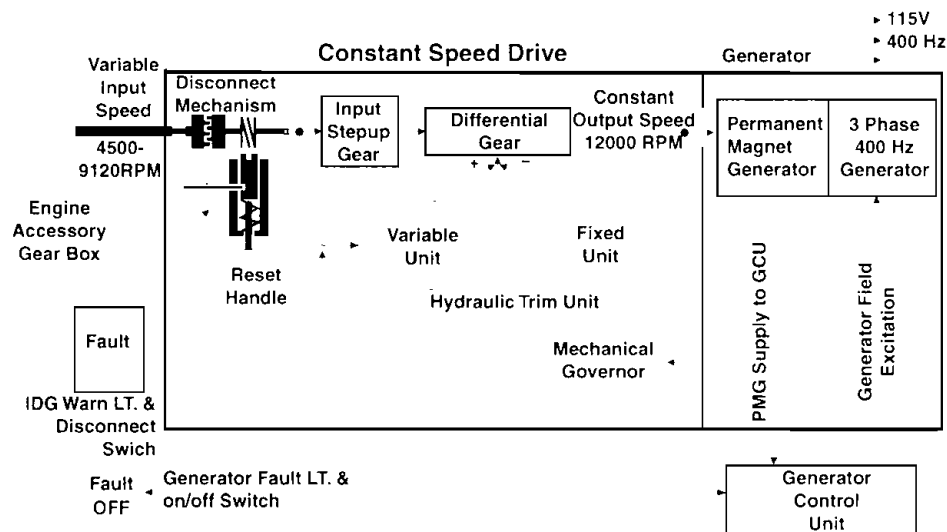 115V
400 Hz
Constant Speed Drive
Generator
Variable
Input
Speed
Disconnect
Mechanism
Input
Stepup
Gear
Differential
Gear
+ -
Constant
Output Speed
12000 RPM
Permanent
Magnet
Generator
3 Phase
400 Hz
Generator
4500-
9120RPM
Engine
Accessory
Gear Box
Reset
Handle
Variable
Unit
Fixed
Unit
Hydraulic Trim Unit
Mechanical
Governor
PMG Supply to GCU
Generator Field
Excitation
Fault
IDG Warn LT. &
Disconnect
Swich
Fault
OFF
Generator Fault LT. &
on/off Switch
Generator
Control
Unit